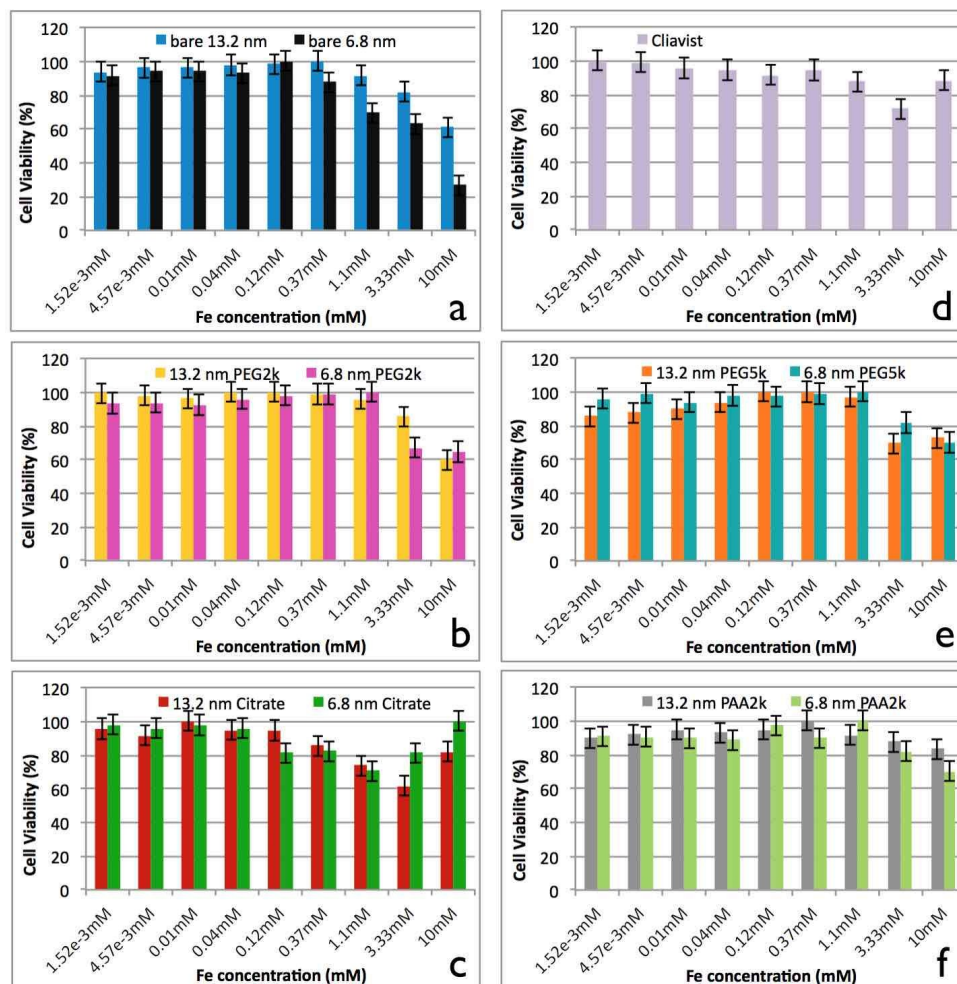 bare 13.2 nm bare 6.8 nm
120
100
80
60
40
20
0
Cell Viability (%)
1.52e-3mM 4.57e-3mM 0.01mM 0.04mM 0.12mM 0.37mM 1.1mM 3.33mM 10mM
Fe concentration (mM)
a
Cliavist
120
100
80
60
40
20
0
Cell Viability (%)
1.52e-3mM 4.57e-3mM 0.01mM 0.04mM 0.12mM 0.37mM 1.1mM 3.33mM 10mM
Fe concentration (mM)
d
13.2 nm PEG2k 6.8 nm PEG2k
120
100
80
60
40
20
0
Cell Viability (%)
1.52e-3mM 4.57e-3mM 0.01mM 0.04mM 0.12mM 0.37mM 1.1mM 3.33mM 10mM
Fe concentration (mM)
b
13.2 nm PEG5k 6.8 nm PEG5k
120
100
80
60
40
20
0
Cell Viability (%)
1.52e-3mM 4.57e-3mM 0.01mM 0.04mM 0.12mM 0.37mM 1.1mM 3.33mM 10mM
Fe concentration (mM)
e
13.2 nm Citrate 6.8 nm Citrate
120
100
80
60
40
20
0
Cell Viability (%)
1.52e-3mM 4.57e-3mM 0.01mM 0.04mM 0.12mM 0.37mM 1.1mM 3.33mM 10mM
Fe concentration (mM)
c
13.2 nm PAA2k 6.8 nm PAA2k
120
100
80
60
40
20
0
Cell Viability (%)
1.52e-3mM 4.57e-3mM 0.01mM 0.04mM 0.12mM 0.37mM 1.1mM 3.33mM 10mM
Fe concentration (mM)
f